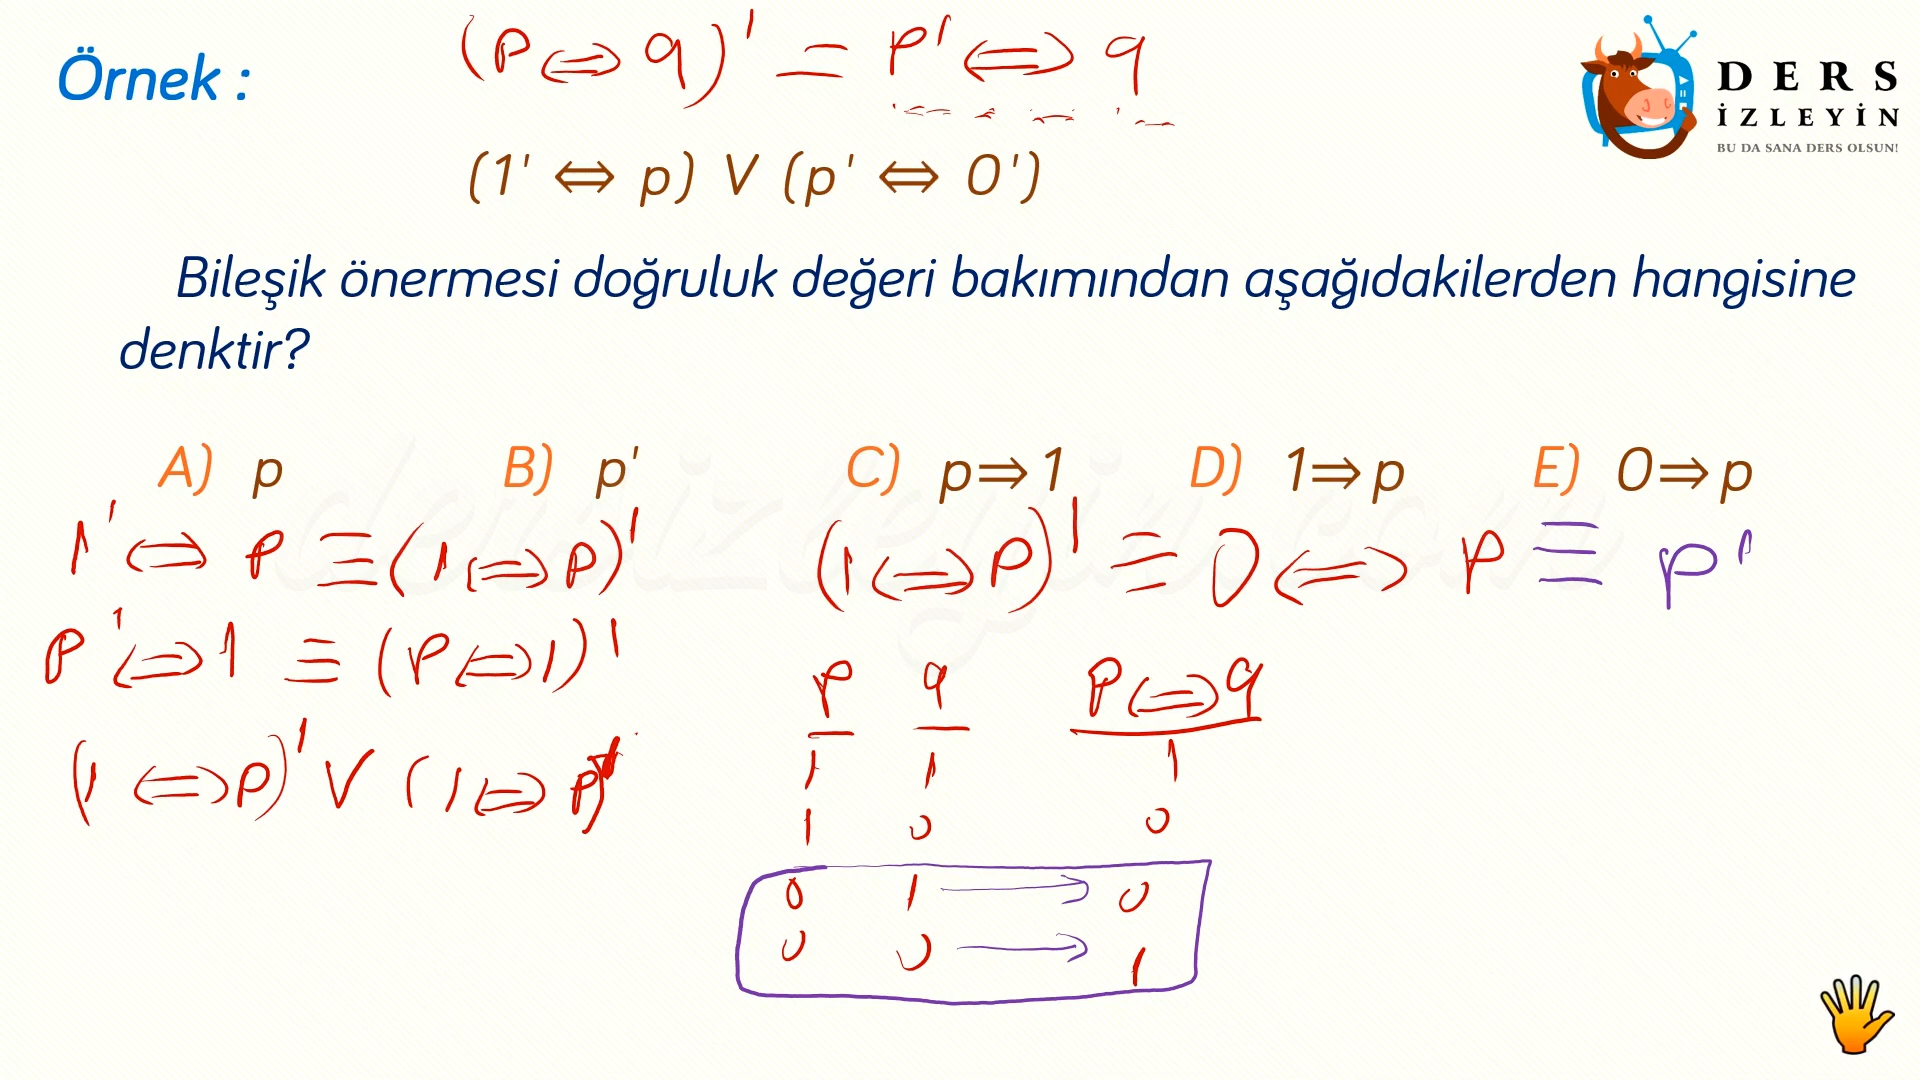 (p ⇔ q)' = p' ⇔ q
Örnek :
DERS
İZLEYİN
BU DA SANA DERS OLSUN!
(1' ⇔ p) V (p' ⇔ 0')
Bileşik önermesi doğruluk değeri bakımından aşağıdakilerden hangisine
denktir?
A) p B) p' C) p⇒1 D) 1⇒p E) 0⇒p
1' ⇔ p ≡ (1 ⇔ p)' (1 ⇔ p)' ≡ 0 ⇔ p ≡ p'
p' ⇔ 1 ≡ (p ⇔ 1)'
p q p ⇔ q
(1 ⇔ p)' V (1 ⇔ p)'
1 1 1
1 0 0
0 1 → 0
0 0 → 1